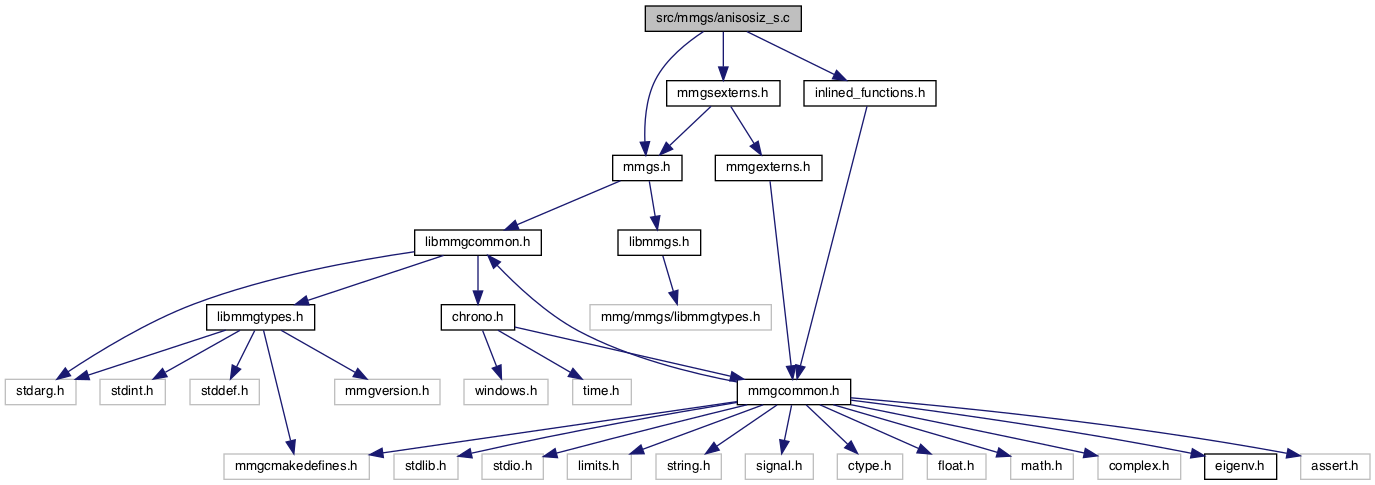 src/mmgs/anisosiz_s.c
mmgsexterns.h
inlined_functions.h
mmgs.h
mmgexterns.h
libmmgcommon.h
libmmgs.h
libmmgtypes.h
chrono.h
mmg/mmgs/libmmgtypes.h
stdarg.h
stdint.h
stddef.h
mmgversion.h
windows.h
time.h
mmgcommon.h
mmgcmakedefines.h
stdlib.h
stdio.h
limits.h
string.h
signal.h
ctype.h
float.h
math.h
complex.h
eigenv.h
assert.h